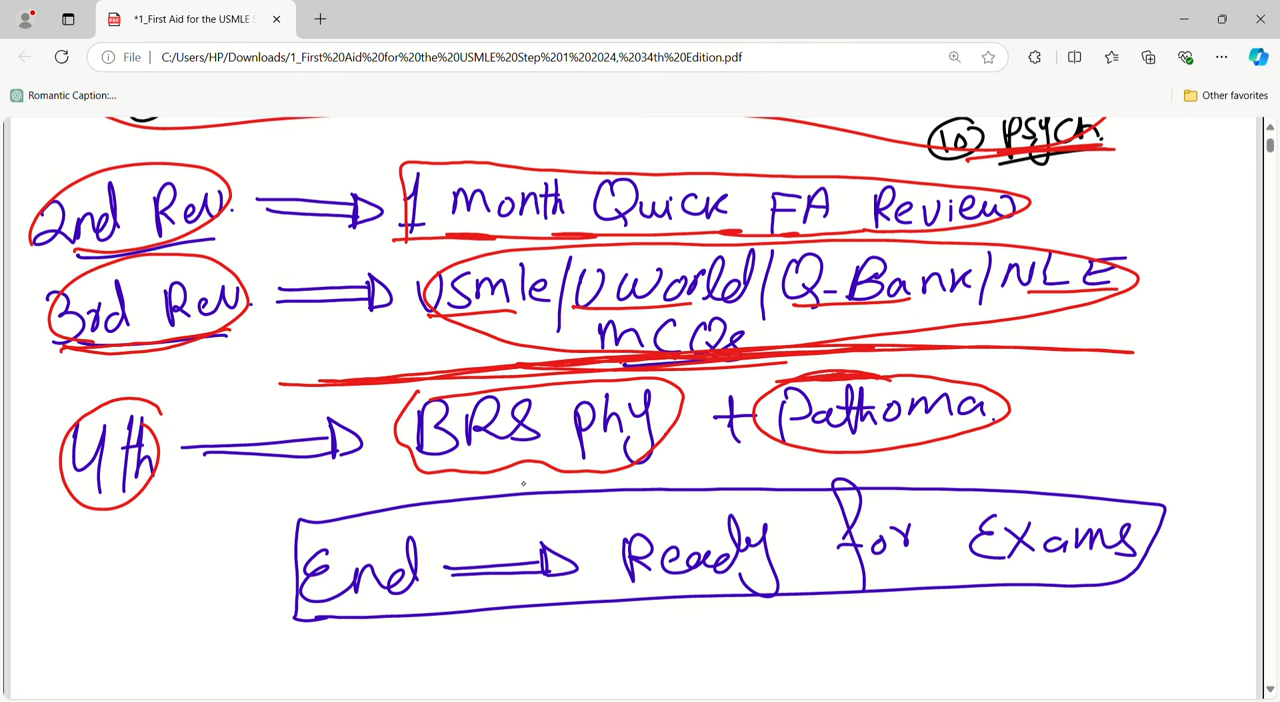 *1_First Aid for the USMLE S
File C:/Users/HP/Downloads/1_First%20Aid%20for%20the%20USMLE%20Step%201%202024,%2034th%20Edition.pdf
Romantic Caption:...
Other favorites
10 Psych.
2nd Rev. 1 Month Quick FA Review
3rd Rev. Usmle/UWorld/Q-Bank/NLE
MCQs
4th BRS Phy + Pathoma.
End Ready for Exams